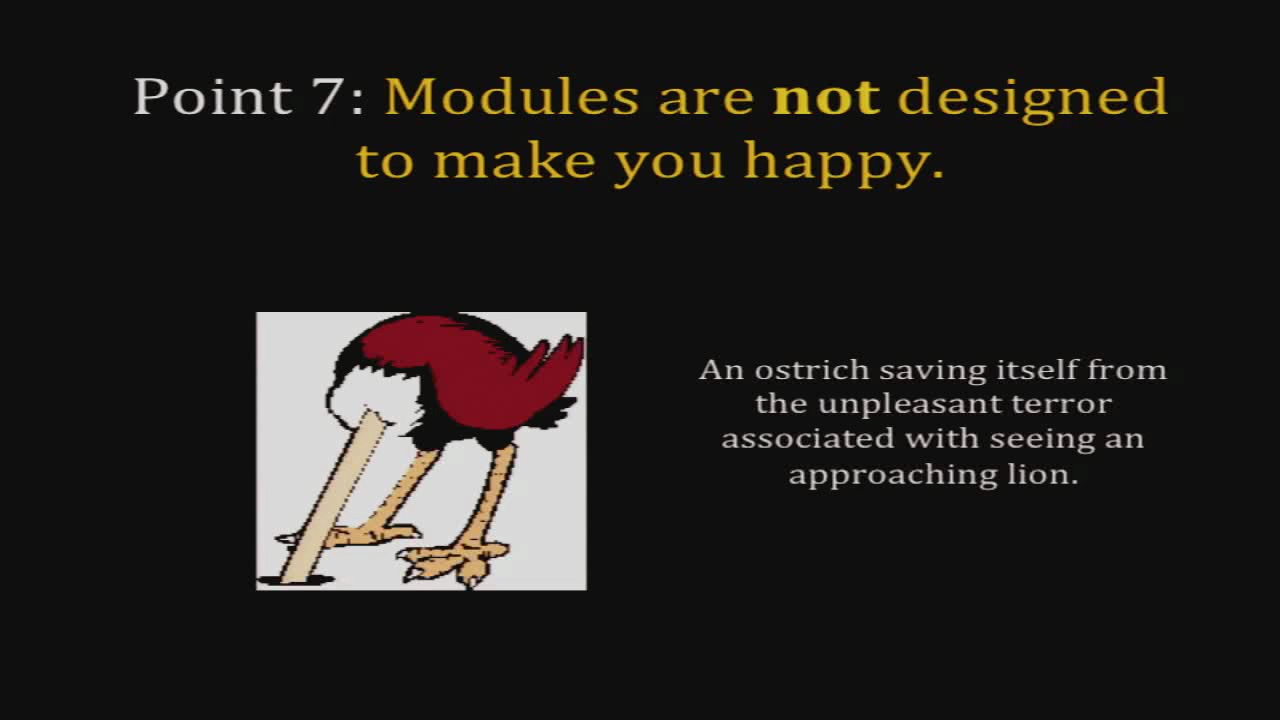 Point 7: Modules are not designed
to make you happy.
An ostrich saving itself from
the unpleasant terror
associated with seeing an
approaching lion.